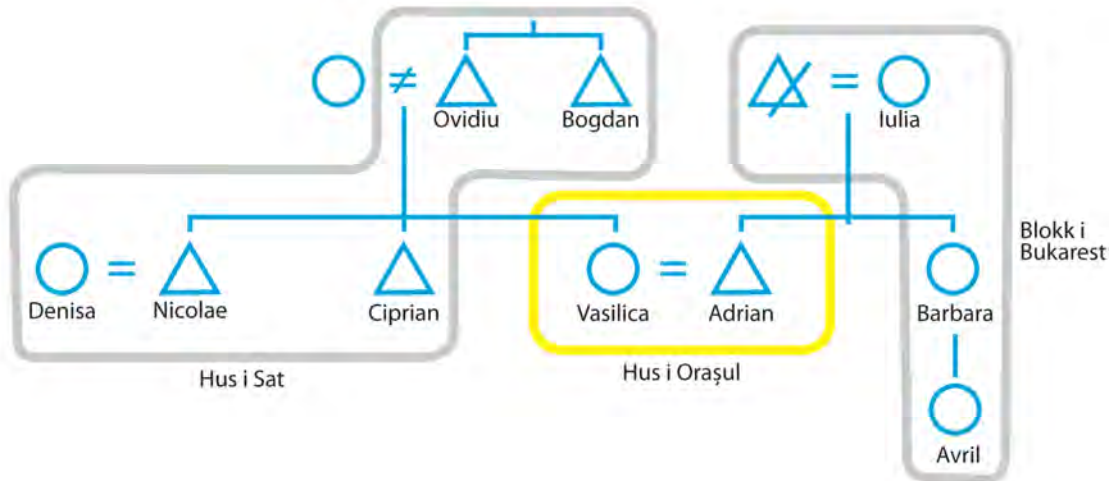 Ovidiu
Bogdan
Iulia
Denisa
Nicolae
Ciprian
Vasilica
Adrian
Barbara
Blokk i
Bukarest
Hus i Sat
Hus i Orașul
Avril